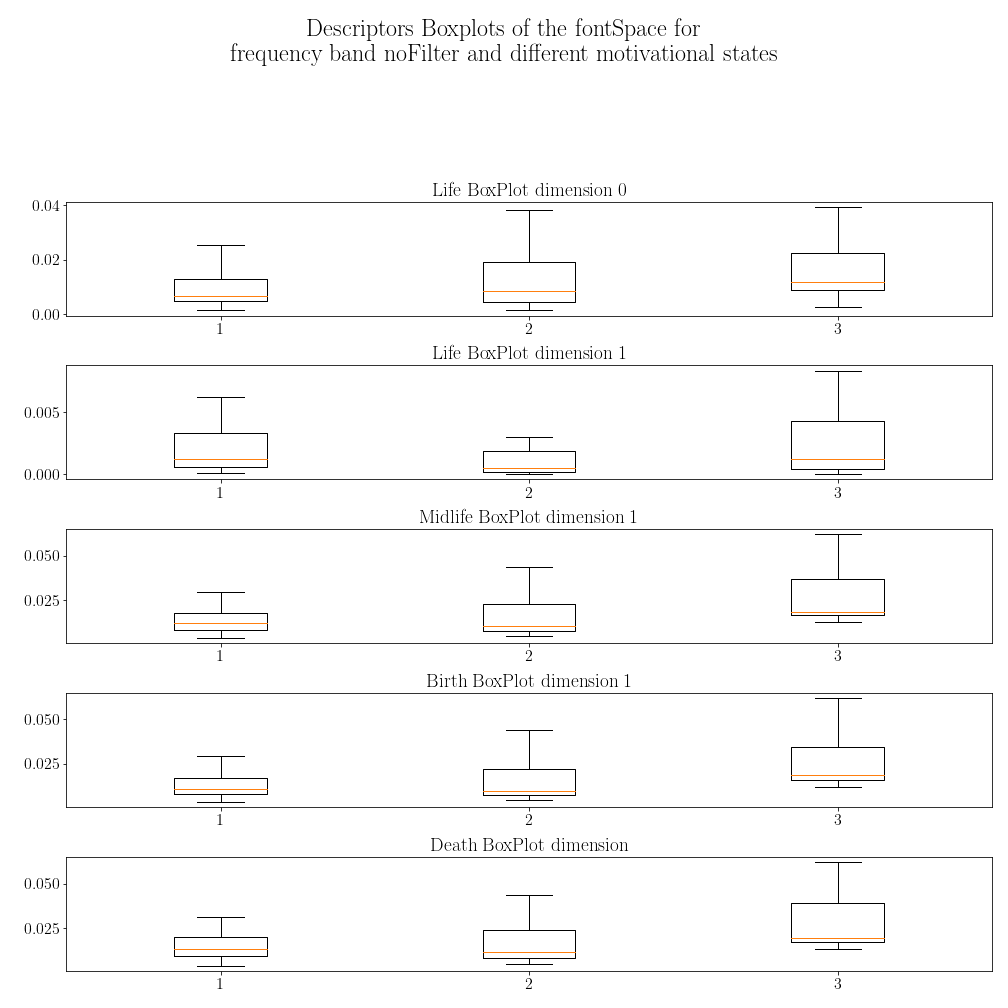 Descriptors Boxplots of the fontSpace for
frequency band noFilter and different motivational states
Life BoxPlot dimension 0
0.04
0.02
0.00
1 2 3
Life BoxPlot dimension 1
0.005
0.000
1 2 3
Midlife BoxPlot dimension 1
0.050
0.025
1 2 3
Birth BoxPlot dimension 1
0.050
0.025
1 2 3
Death BoxPlot dimension
0.050
0.025
1 2 3